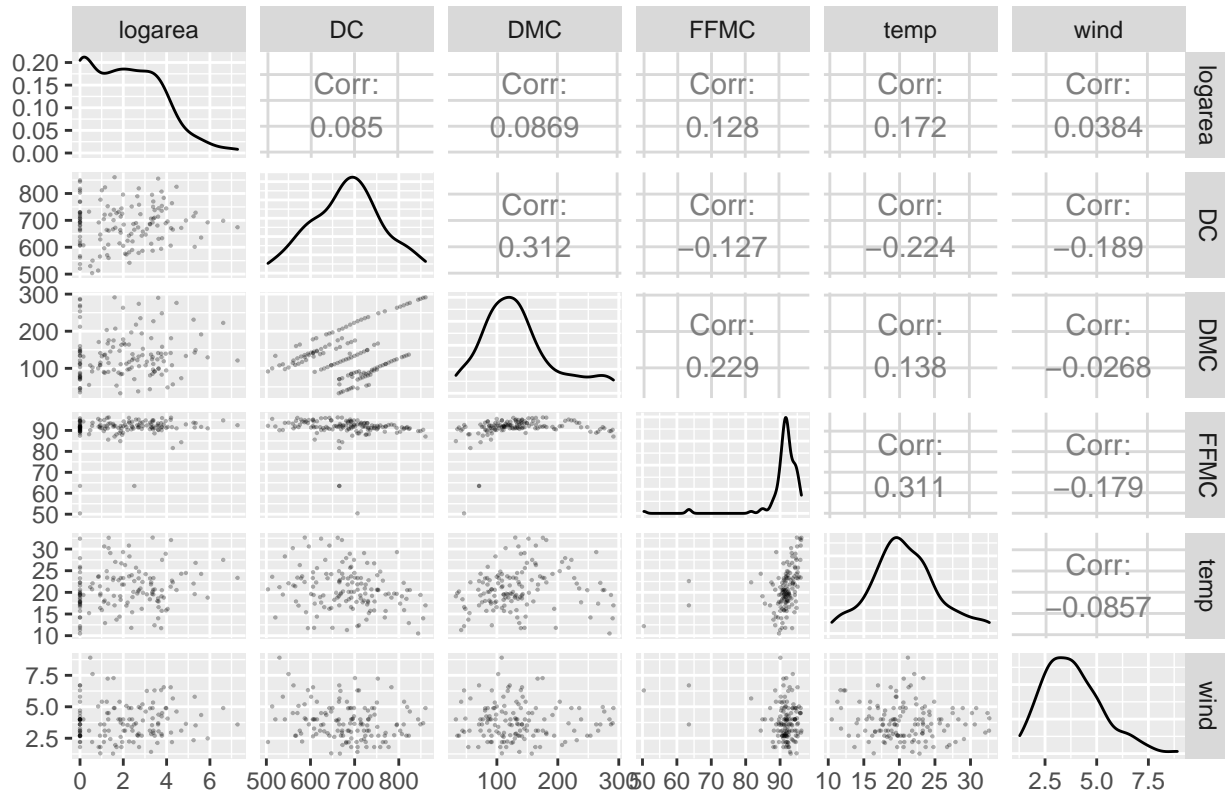 logarea DC DMC FFMC temp wind
0.20
0.15
0.10
0.05
0.00
Corr:
0.085
Corr:
0.0869
Corr:
0.128
Corr:
0.172
Corr:
0.0384
logarea
800
700
600
500
Corr:
0.312
Corr:
−0.127
Corr:
−0.224
Corr:
−0.189
DC
300
200
100
Corr:
0.229
Corr:
0.138
Corr:
−0.0268
DMC
90
80
70
60
50
Corr:
0.311
Corr:
−0.179
FFMC
30
25
20
15
10
Corr:
−0.0857
temp
7.5
5.0
2.5
wind
0 2 4 6 500 600 700 800 100 200 300 50 60 70 80 90 10 15 20 25 30 2.5 5.0 7.5